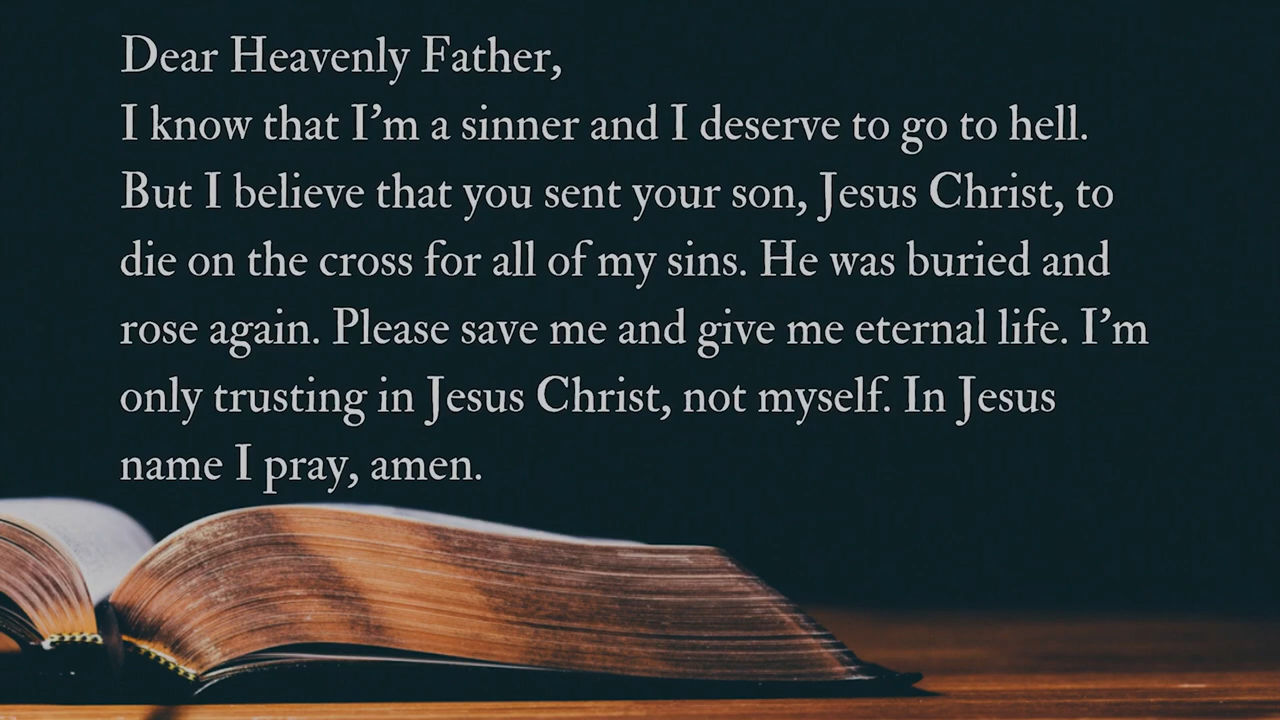 Dear Heavenly Father,
I know that I’m a sinner and I deserve to go to hell.
But I believe that you sent your son, Jesus Christ, to
die on the cross for all of my sins. He was buried and
rose again. Please save me and give me eternal life. I’m
only trusting in Jesus Christ, not myself. In Jesus
name I pray, amen.